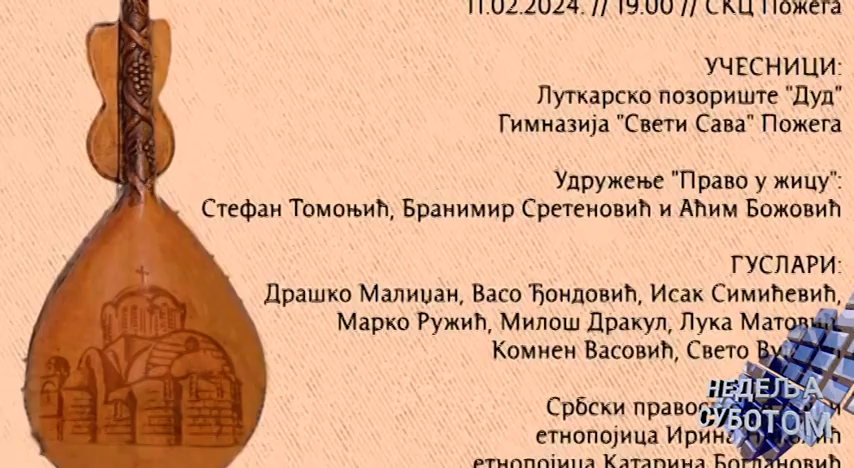 11.02.2024. // 19.00 // СКЦ Пожега
УЧЕСНИЦИ:
Луткарско позориште "Дуд"
Гимназија "Свети Сава" Пожега
Удружење "Право у жицу":
Стефан Томоњић, Бранимир Сретеновић и Аћим Божовић
ГУСЛАРИ:
Драшко Малиџан, Васо Ђондовић, Исак Симићевић,
Марко Ружић, Милош Дракул, Лука Матовић,
Комнен Васовић, Свето
Србски
етнопојица Ирина
етнопојица Катарина Богдановић
НЕДЕЉА
СУБОТОМ